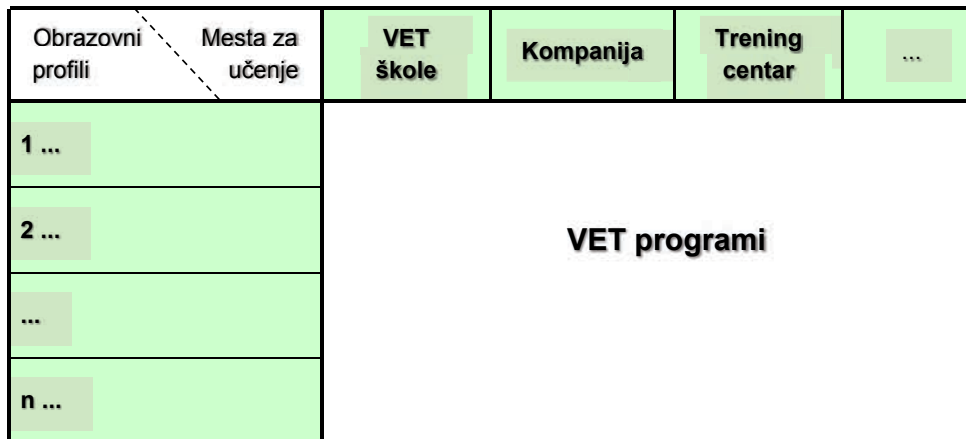 Obrazovni profili
Mesta za učenje
VET škole
Kompanija
Trening centar
...
1 ...
2 ...
VET programi
...
n ...